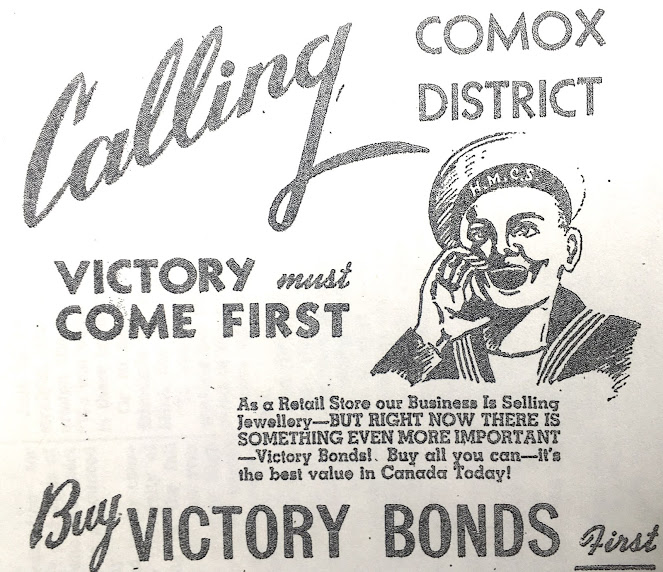 Calling
COMOX
DISTRICT
H.M.C.S.
VICTORY must
COME FIRST
As a Retail Store our Business Is Selling
Jewellery—BUT RIGHT NOW THERE IS
SOMETHING EVEN MORE IMPORTANT
—Victory Bonds! Buy all you can—it's
the best value in Canada Today!
Buy VICTORY BONDS First